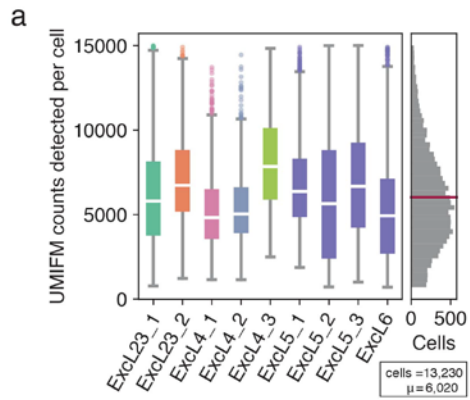 a
UMIFM counts detected per cell
15000
10000
5000
0
ExcL23_1
ExcL23_2
ExcL4_1
ExcL4_2
ExcL4_3
ExcL5_1
ExcL5_2
ExcL5_3
ExcL6
0 500
Cells
cells =13,230
μ=6,020